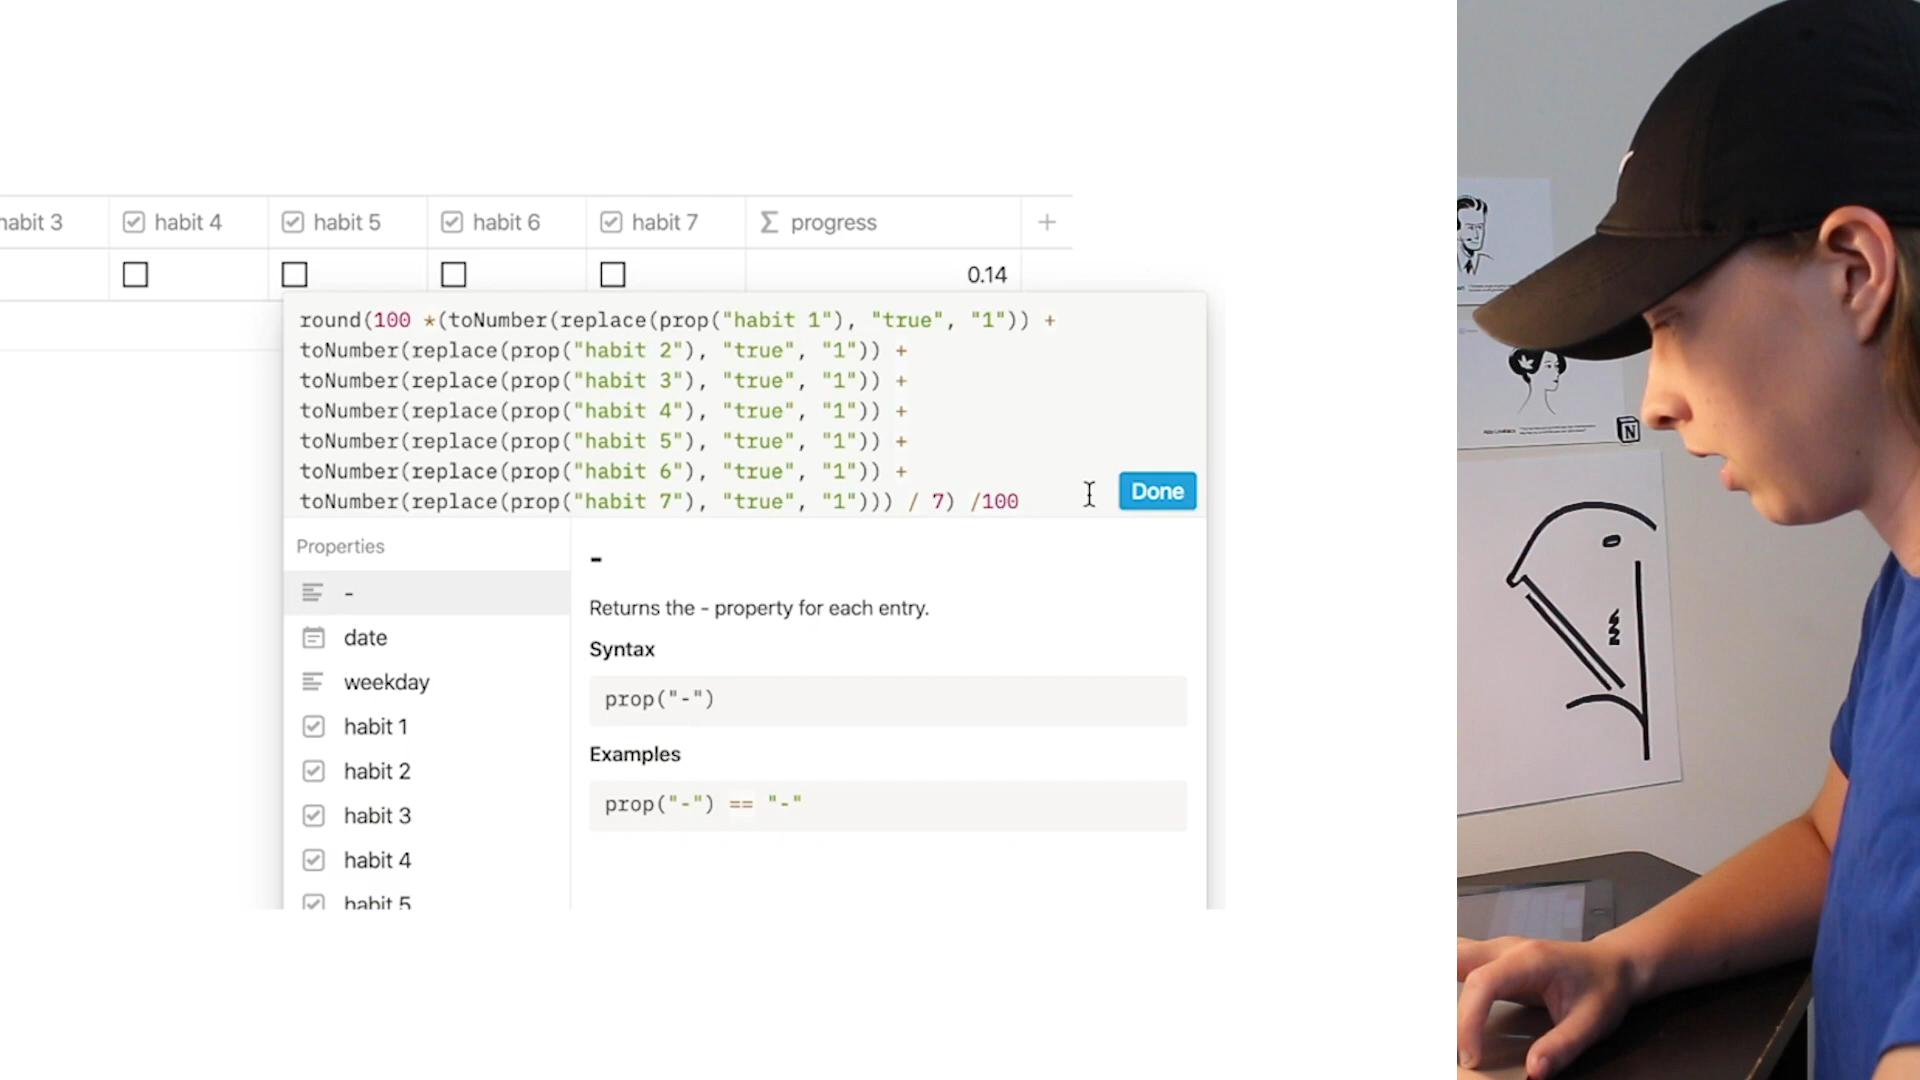 habit 3
habit 4
habit 5
habit 6
habit 7
progress
0.14
round(100 *(toNumber(replace(prop("habit 1"), "true", "1")) +
toNumber(replace(prop("habit 2"), "true", "1")) +
toNumber(replace(prop("habit 3"), "true", "1")) +
toNumber(replace(prop("habit 4"), "true", "1")) +
toNumber(replace(prop("habit 5"), "true", "1")) +
toNumber(replace(prop("habit 6"), "true", "1")) +
toNumber(replace(prop("habit 7"), "true", "1"))) / 7) /100
Done
Properties
-
date
weekday
habit 1
habit 2
habit 3
habit 4
habit 5
-
Returns the - property for each entry.
Syntax
prop("-")
Examples
prop("-") == "-"
N